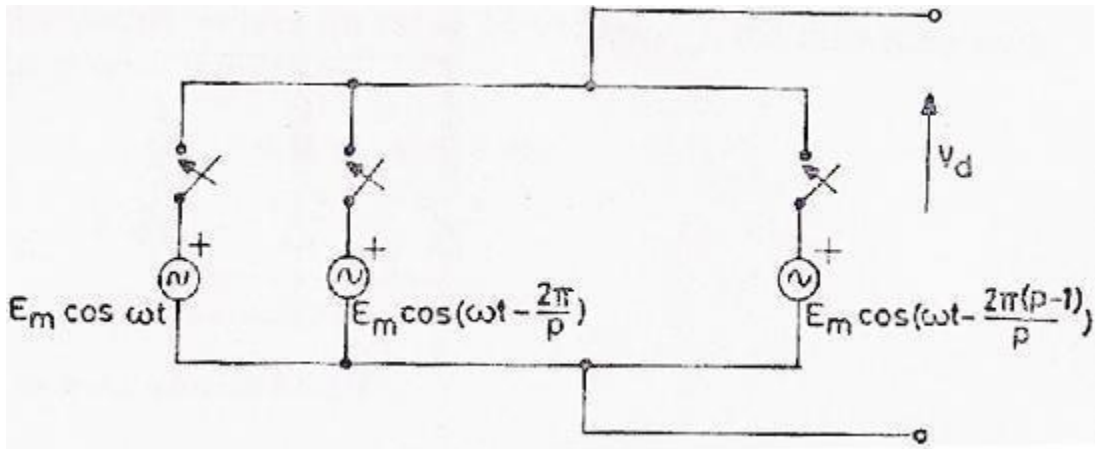 V_d
+
+
+
E_m cos ωt
E_m cos(ωt - 2π/p)
E_m cos(ωt - 2π(p-1)/p)